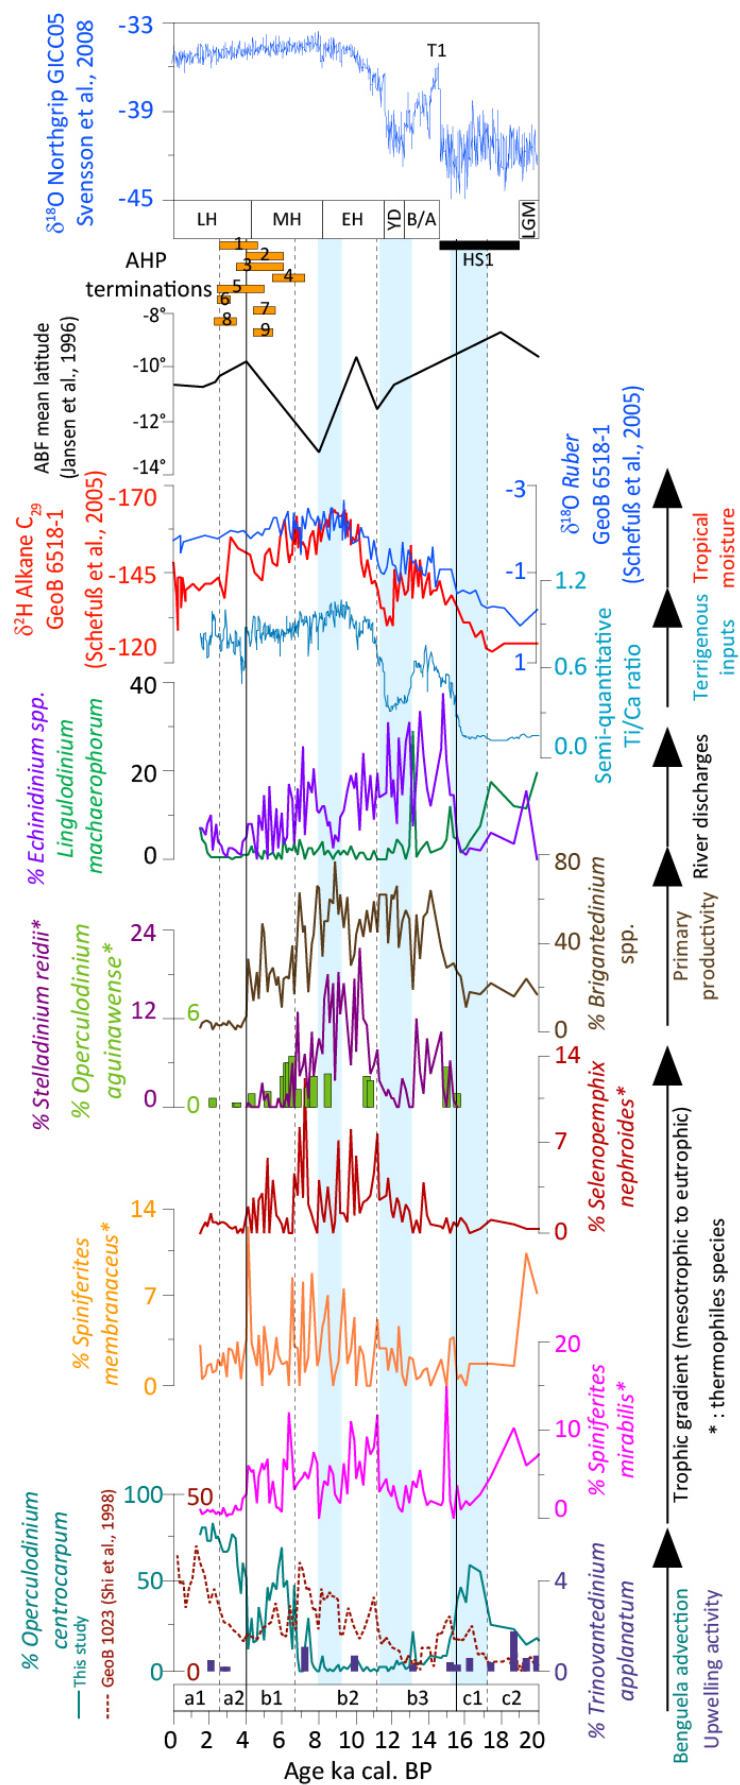 δ18O Northgrip GICC05
Svensson et al., 2008
-33
-39
-45
T1
LH
MH
EH
YD
B/A
LGM
HS1
AHP
terminations
1
2
3
4
5
6
7
8
9
ABF mean latitude
(Jansen et al., 1996)
-8°
-10°
-12°
-14°
δ2H Alkane C29
GeoB 6518-1
(Schefuß et al., 2005)
-170
-145
-120
-3
-1
1
δ18O Ruber
GeoB 6518-1
(Schefuß et al., 2005)
Tropical
moisture
1.2
0.6
0.0
Semi-quantitative
Ti/Ca ratio
Terrigenous
inputs
% Echinidinium spp.
Lingulodinium
machaerophorum
40
20
0
River discharges
80
40
0
% Brigantedinium
spp.
Primary
productivity
% Stelladinium reidii*
% Operculodinium
aguinawense*
24
12
0
6
0
14
7
0
% Selenopemphix
nephroides*
% Spiniferites
membranaceus*
14
7
0
20
10
0
% Spiniferites
mirabilis*
Trophic gradient (mesotrophic to eutrophic)
* : thermophiles species
% Operculodinium
centrocarpum
This study
GeoB 1023 (Shi et al., 1998)
100
50
0
50
0
4
0
% Trinovantedinium
applanatum
Benguela advection
Upwelling activity
a1
a2
b1
b2
b3
c1
c2
0 2 4 6 8 10 12 14 16 18 20
Age ka cal. BP